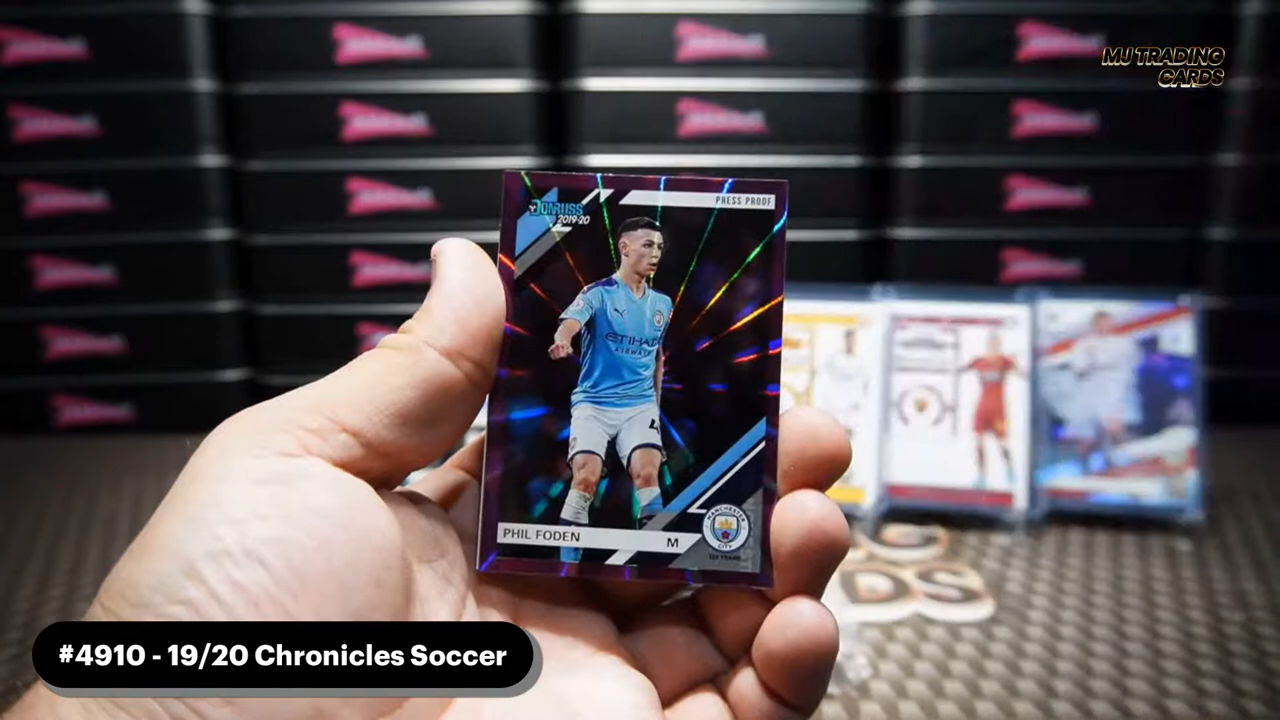 MJ TRADING
CARDS
PRESS PROOF
DONRUSS
2019-20
ETIHAD
AIRWAYS
PHIL FODEN
M
MANCHESTER
CITY
DS
#4910 - 19/20 Chronicles Soccer